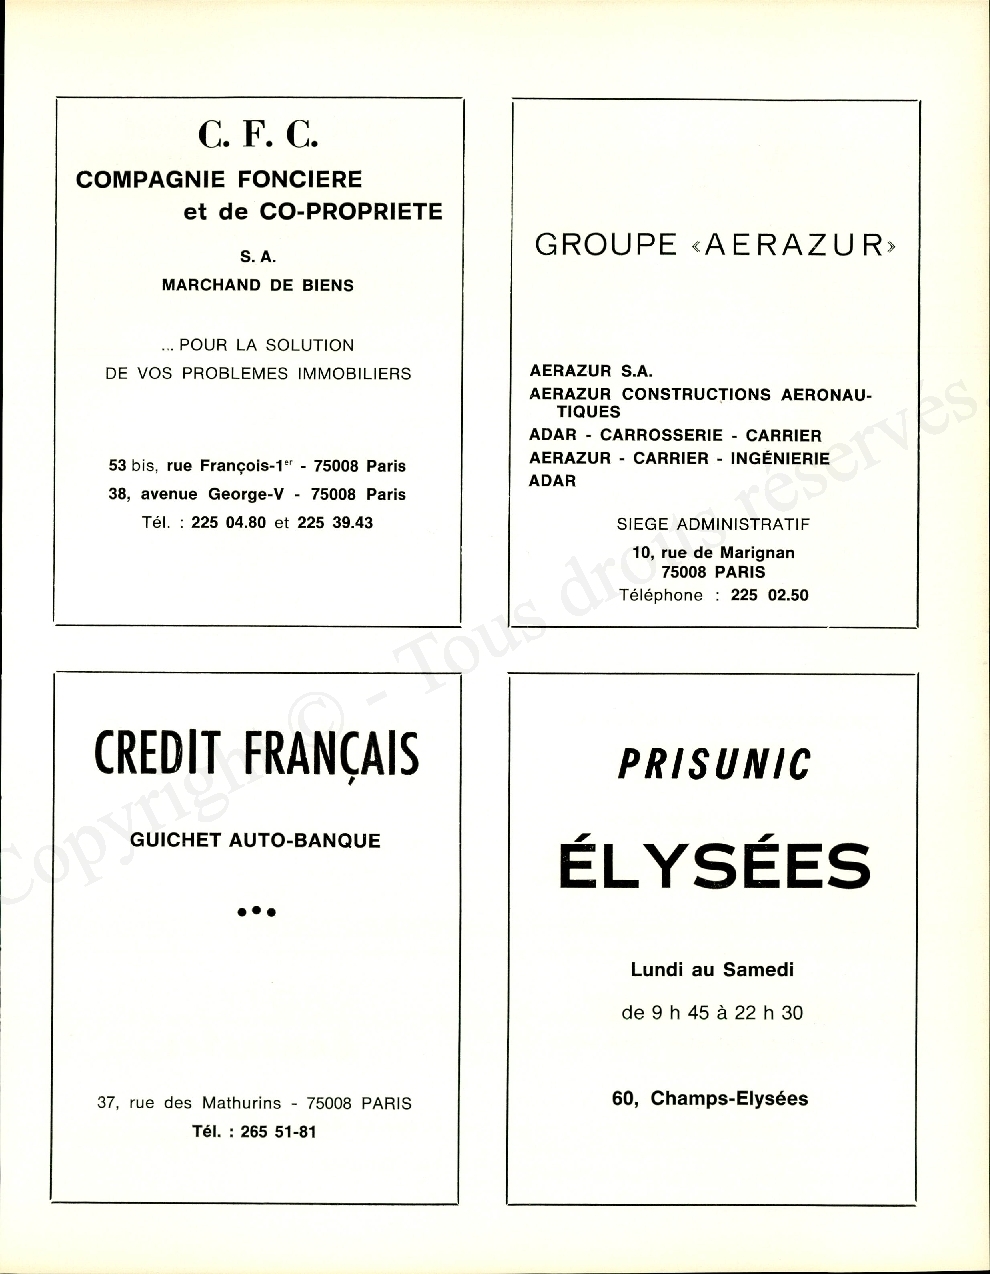 C. F. C.
COMPAGNIE FONCIERE
et de CO-PROPRIETE
S. A.
MARCHAND DE BIENS
... POUR LA SOLUTION
DE VOS PROBLEMES IMMOBILIERS
53 bis, rue François-1er - 75008 Paris
38, avenue George-V - 75008 Paris
Tél. : 225 04.80 et 225 39.43
GROUPE «AERAZUR»
AERAZUR S.A.
AERAZUR CONSTRUCTIONS AERONAU-
TIQUES
ADAR - CARROSSERIE - CARRIER
AERAZUR - CARRIER - INGÉNIERIE
ADAR
SIEGE ADMINISTRATIF
10, rue de Marignan
75008 PARIS
Téléphone : 225 02.50
CREDIT FRANÇAIS
GUICHET AUTO-BANQUE
•••
37, rue des Mathurins - 75008 PARIS
Tél. : 265 51-81
PRISUNIC
ÉLYSÉES
Lundi au Samedi
de 9 h 45 à 22 h 30
60, Champs-Elysées
Copyright © - Tous droits réservés.